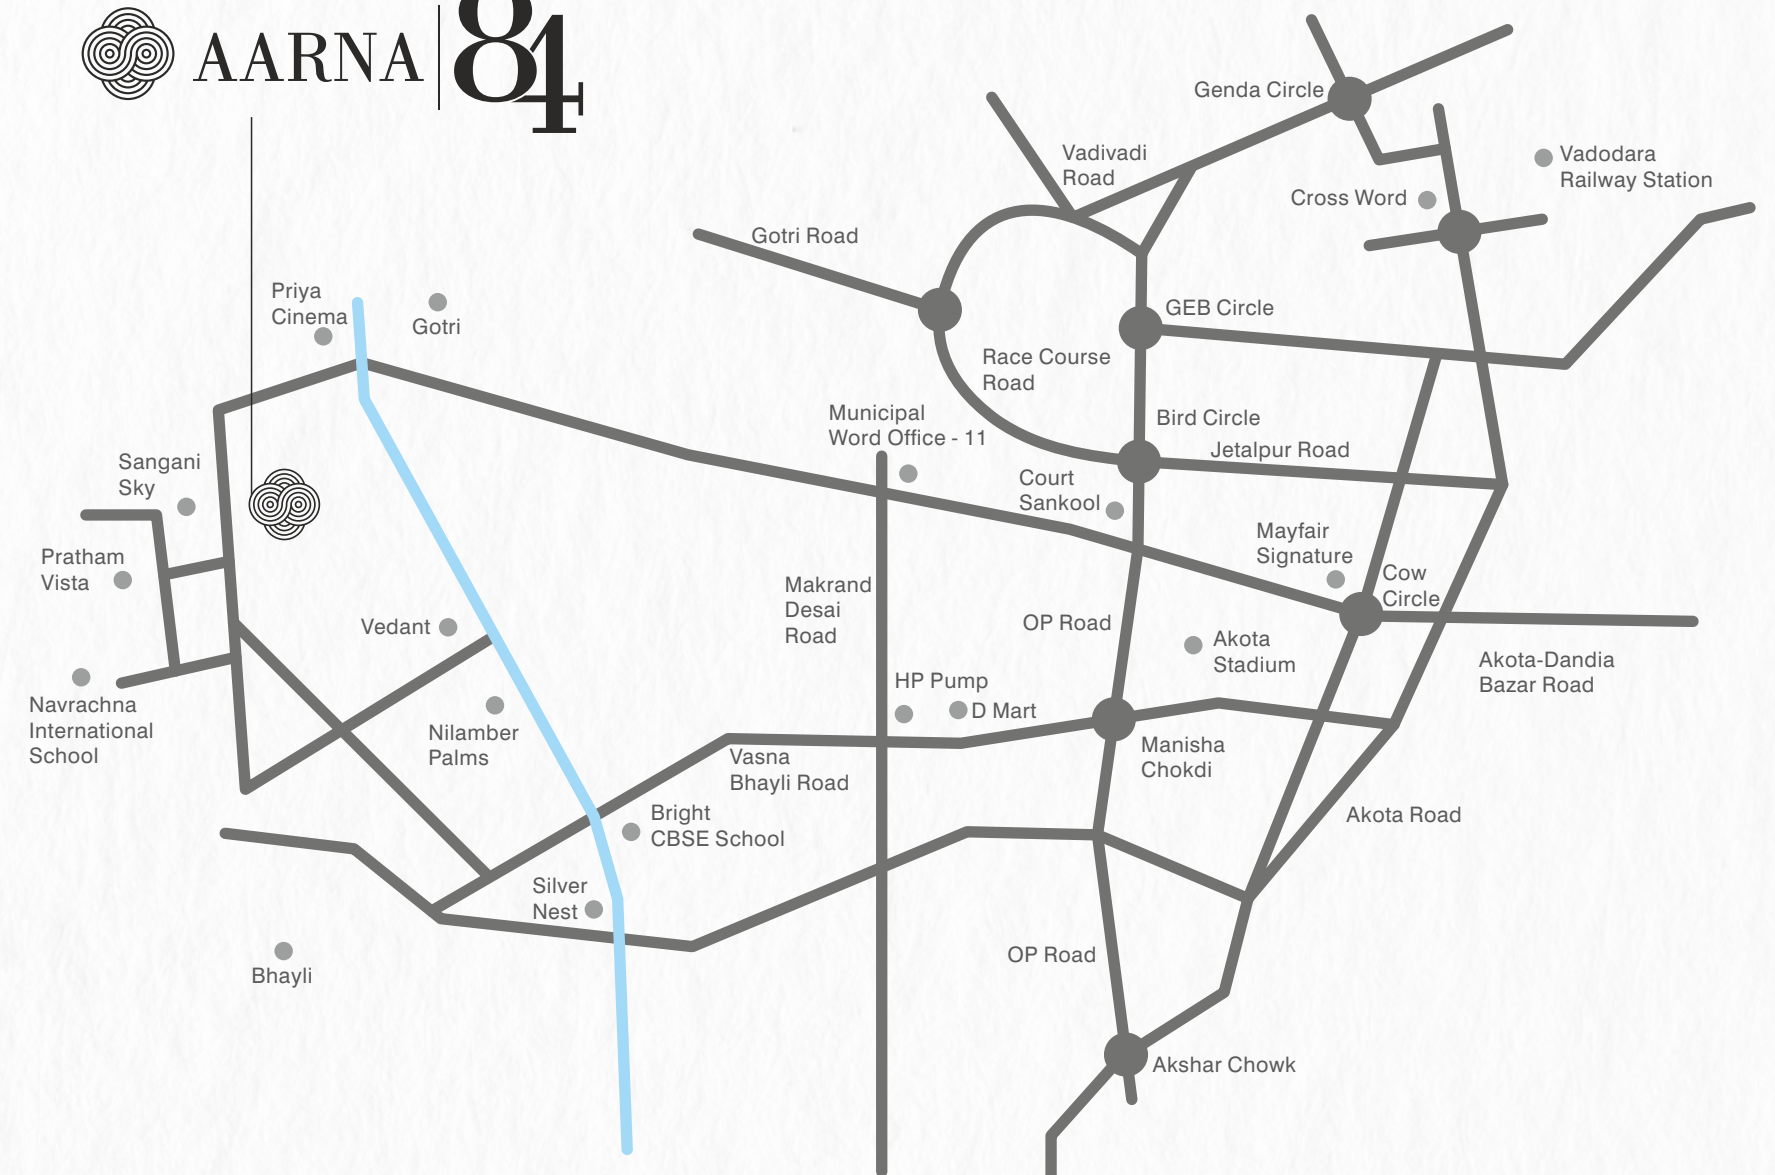 AARNA 84
Genda Circle
Vadivadi
Road
Vadodara
Railway Station
Cross Word
Gotri Road
Priya
Cinema
Gotri
GEB Circle
Race Course
Road
Municipal
Word Office - 11
Bird Circle
Jetalpur Road
Sangani
Sky
Court
Sankool
Mayfair
Signature
Pratham
Vista
Makrand
Desai
Road
Cow
Circle
Vedant
OP Road
Akota
Stadium
Akota-Dandia
Bazar Road
HP Pump
D Mart
Navrachna
International
School
Nilamber
Palms
Manisha
Chokdi
Vasna
Bhayli Road
Bright
CBSE School
Akota Road
Silver
Nest
OP Road
Bhayli
Akshar Chowk